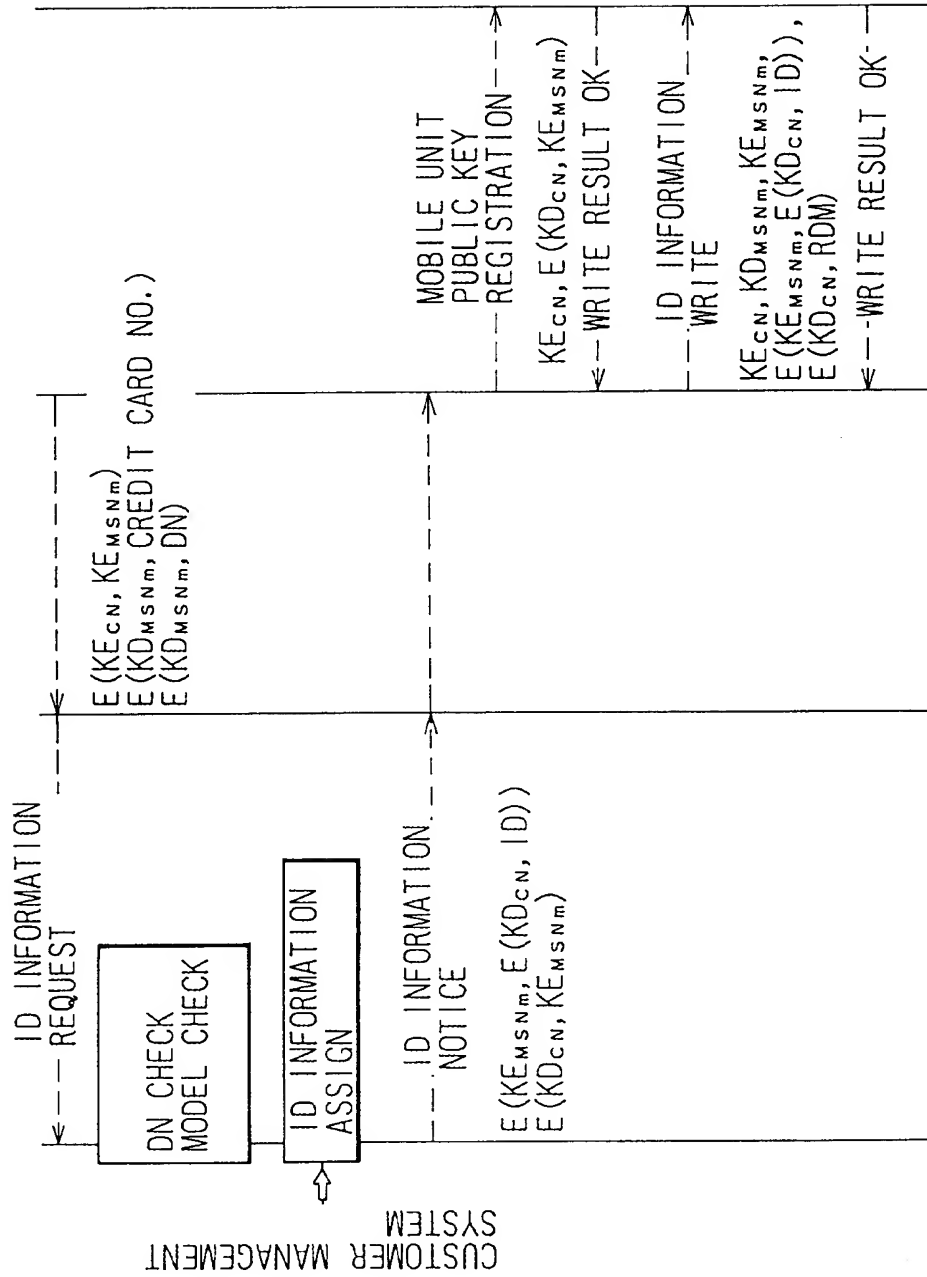 ID INFORMATION
REQUEST
E(KECN, KEMSNm)
E(KDMSNm, CREDIT CARD NO.)
E(KDMSNm, DN)
DN CHECK
MODEL CHECK
ID INFORMATION
ASSIGN
CUSTOMER MANAGEMENT
SYSTEM
ID INFORMATION
NOTICE
E(KEMSNm, E(KDCN, ID))
E(KDCN, KEMSNm)
MOBILE UNIT
PUBLIC KEY
REGISTRATION
KECN, E(KDCN, KEMSNm)
WRITE RESULT OK
ID INFORMATION
WRITE
KECN, KDMSNm, KEMSNm,
E(KEMSNm, E(KDCN, ID)),
E(KDCN, RDM)
WRITE RESULT OK